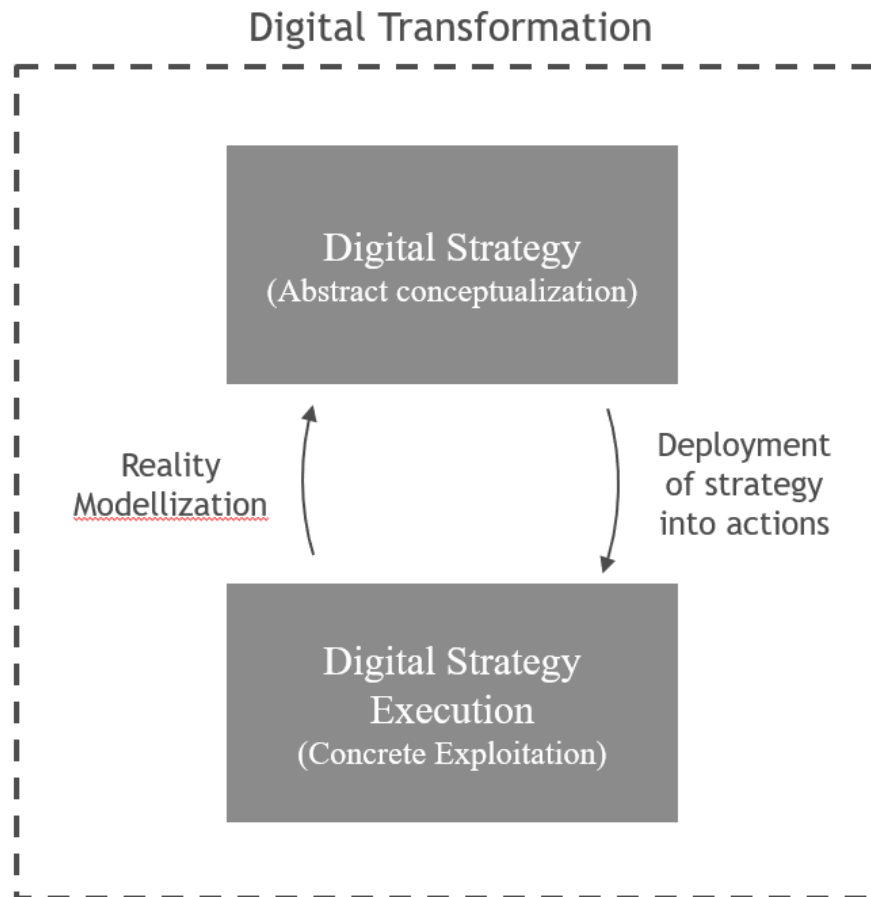 Digital Transformation
Digital Strategy
(Abstract conceptualization)
Reality
Modellization
Deployment
of strategy
into actions
Digital Strategy
Execution
(Concrete Exploitation)